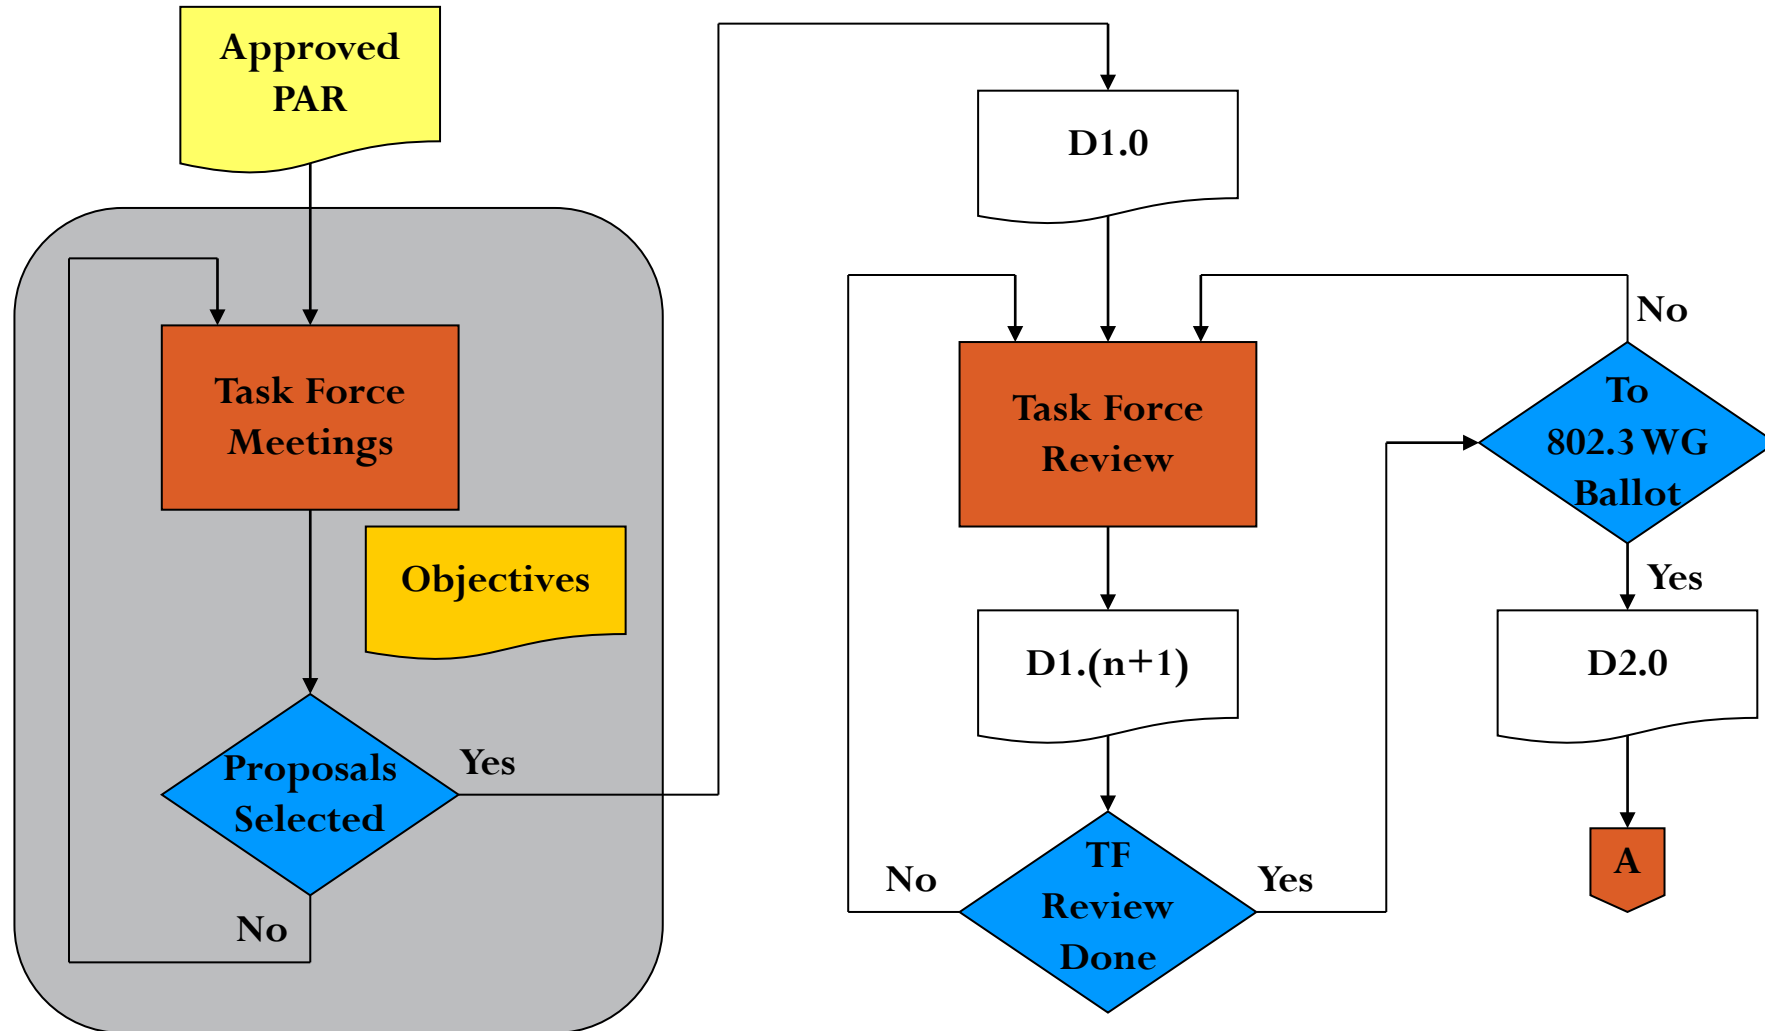 Approved
PAR
Task Force
Meetings
Objectives
Proposals
Selected
Yes
No
D1.0
Task Force
Review
D1.(n+1)
TF
Review
Done
No
Yes
To
802.3 WG
Ballot
No
Yes
D2.0
A